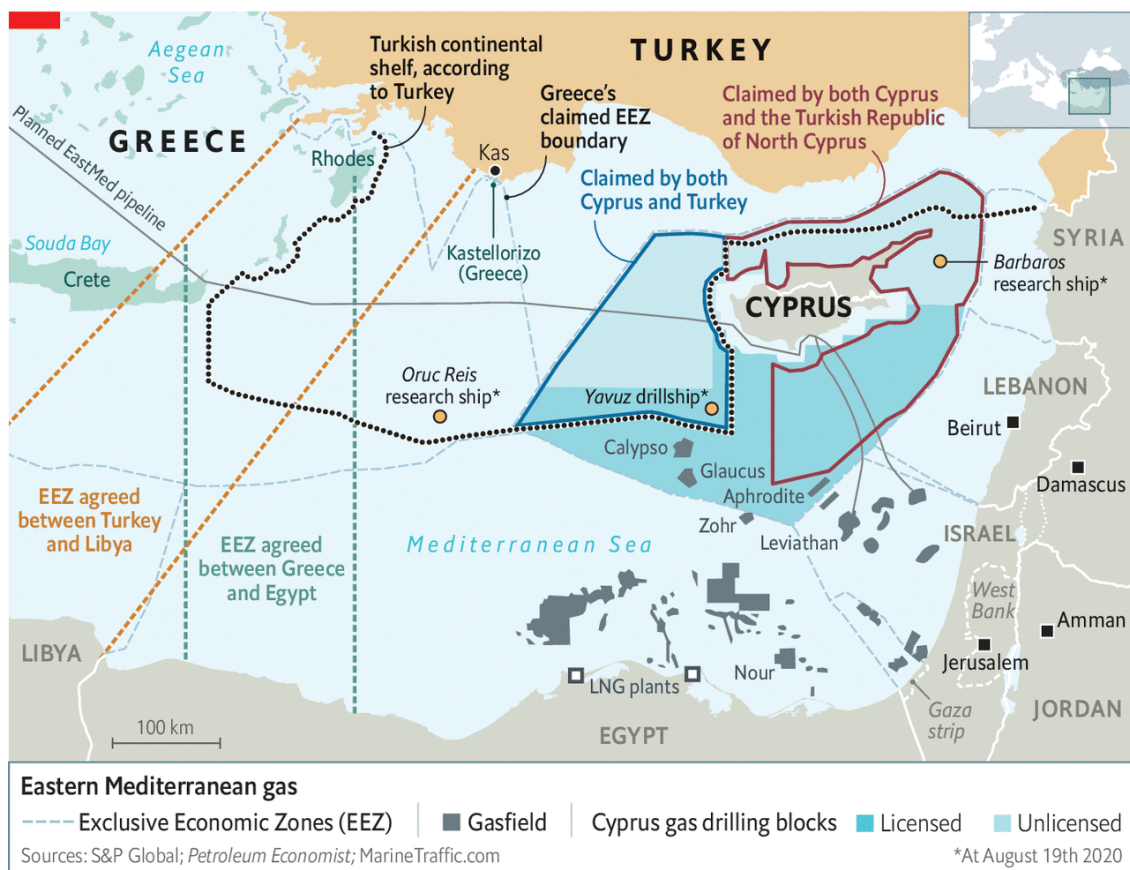 Aegean
Sea
Turkish continental
shelf, according
to Turkey
TURKEY
Greece's
claimed EEZ
boundary
Claimed by both Cyprus
and the Turkish Republic
of North Cyprus
Planned EastMed pipeline
GREECE
Rhodes
Kas
Claimed by both
Cyprus and Turkey
Souda Bay
Crete
Kastellorizo
(Greece)
SYRIA
Barbaros
research ship*
CYPRUS
Oruc Reis
research ship*
Yavuz drillship*
LEBANON
Beirut
Calypso
Glaucus
Aphrodite
Damascus
Zohr
Leviathan
ISRAEL
EEZ agreed
between Turkey
and Libya
EEZ agreed
between Greece
and Egypt
Mediterranean Sea
West
Bank
Amman
LIBYA
Jerusalem
Nour
LNG plants
Gaza
strip
JORDAN
EGYPT
100 km
Eastern Mediterranean gas
Exclusive Economic Zones (EEZ)
Gasfield
Cyprus gas drilling blocks
Licensed
Unlicensed
Sources: S&P Global; Petroleum Economist; MarineTraffic.com
*At August 19th 2020